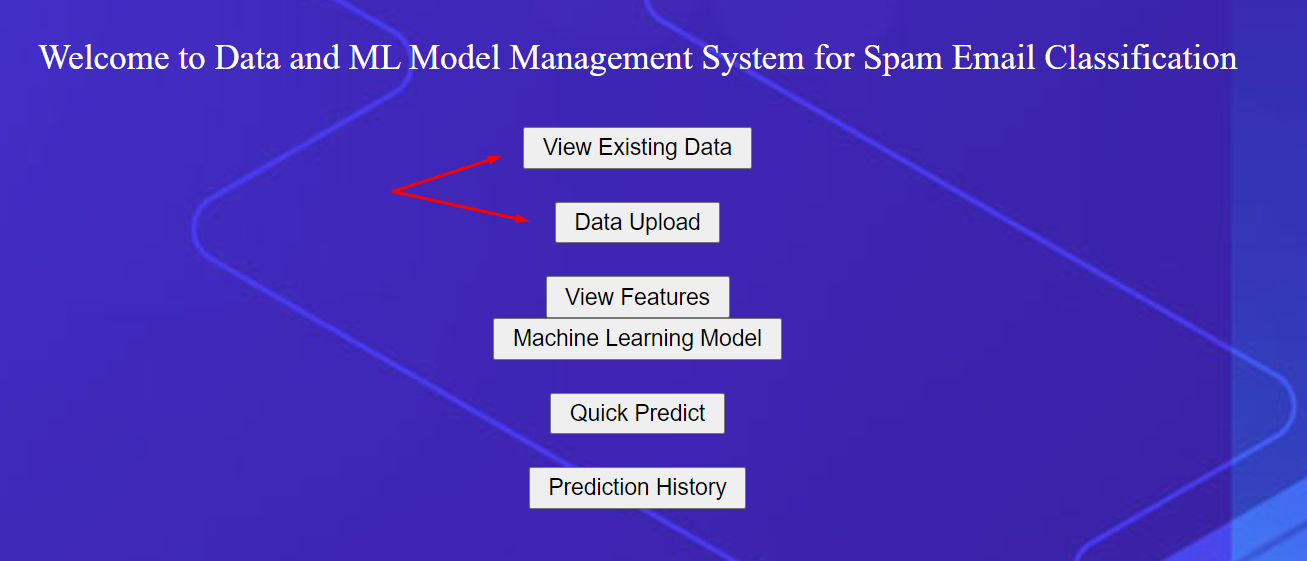 Welcome to Data and ML Model Management System for Spam Email Classification
View Existing Data
Data Upload
View Features
Machine Learning Model
Quick Predict
Prediction History